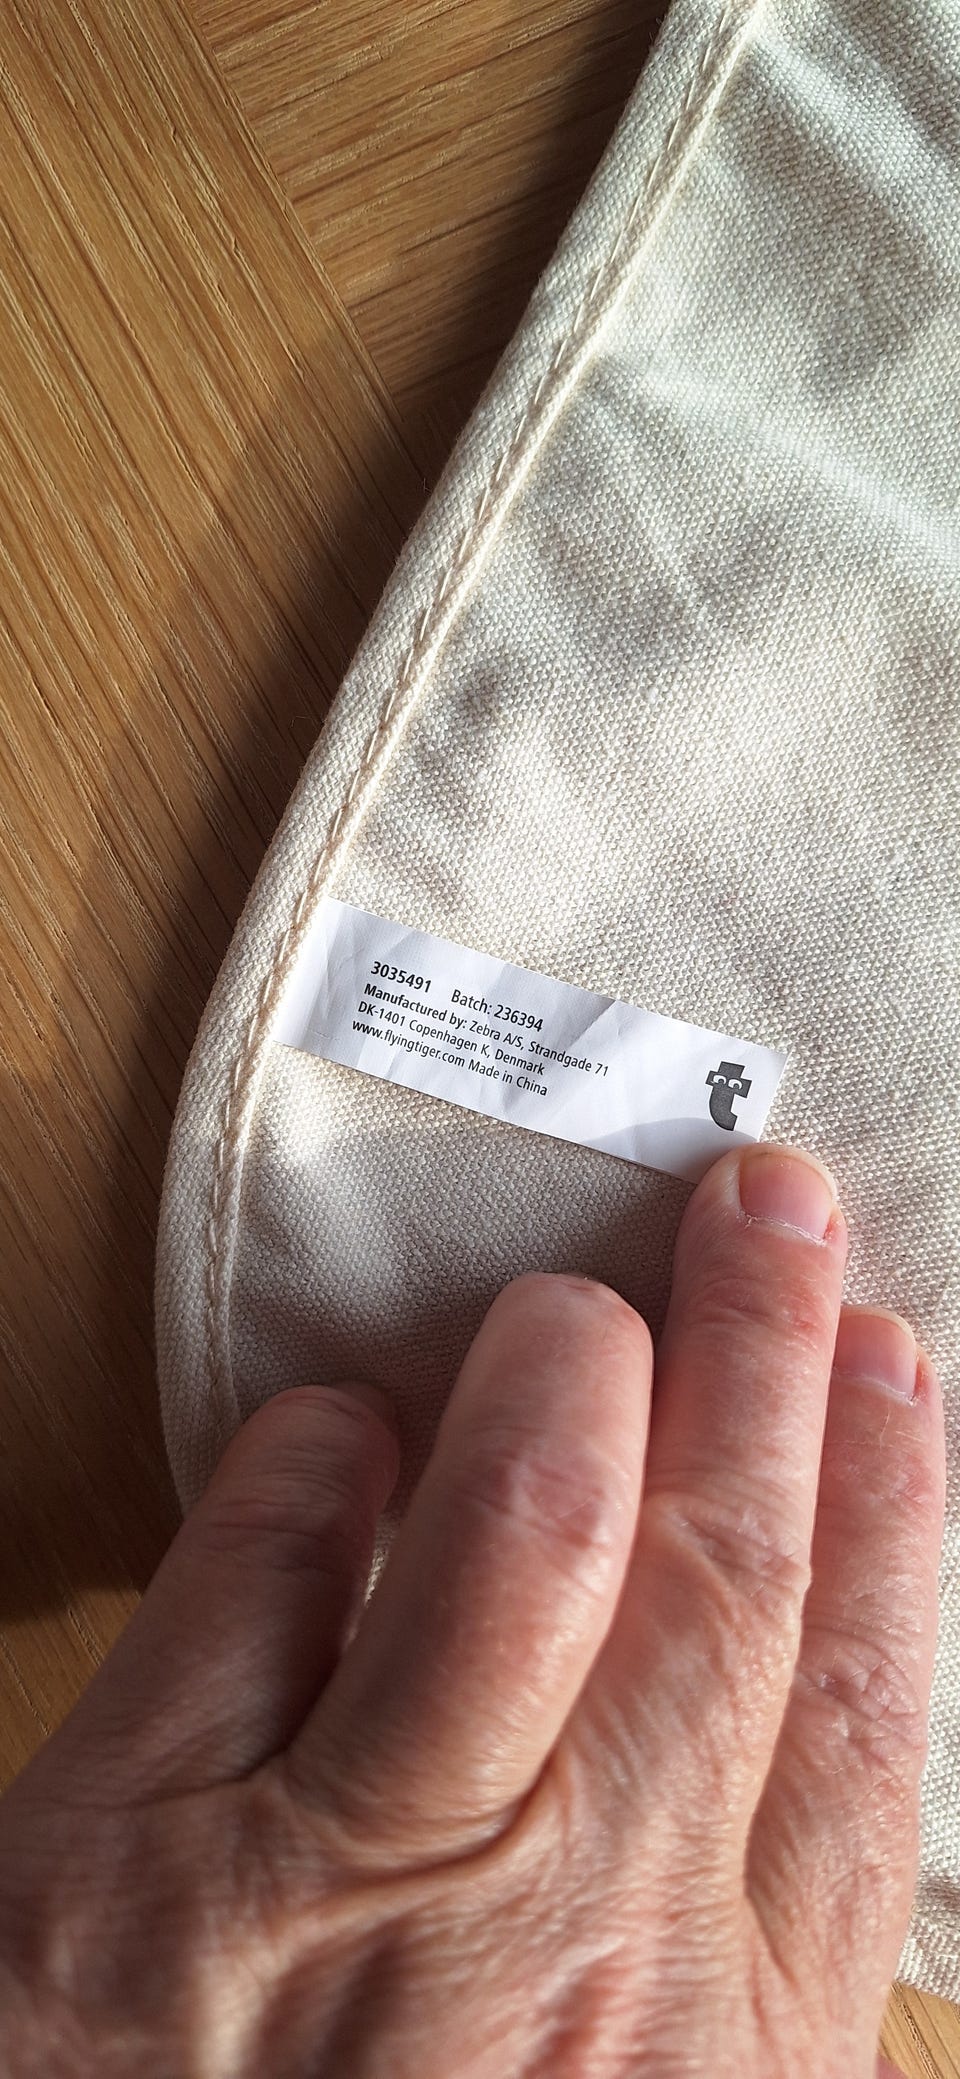 3035491 Batch: 236394
Manufactured by: Zebra A/S, Strandgade 71
DK-1401 Copenhagen K, Denmark
www.flyingtiger.com Made in China
t